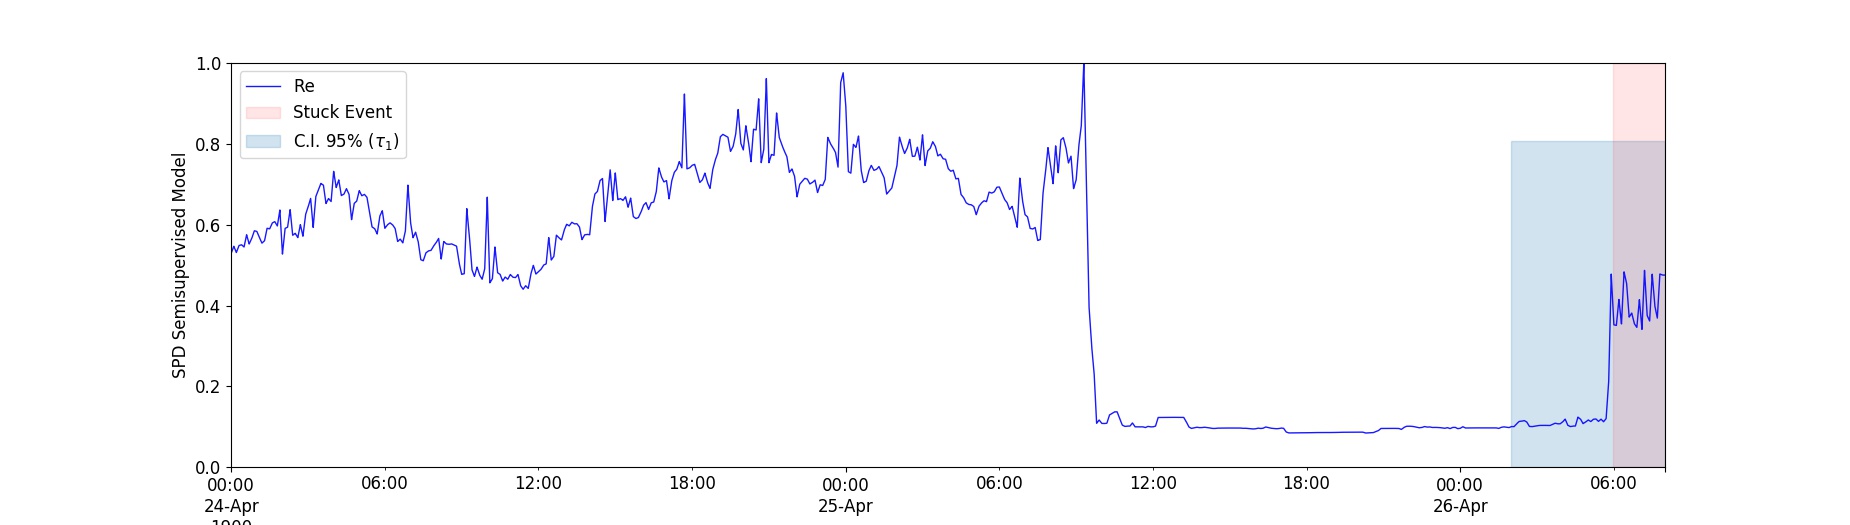 1.0
0.8
0.6
0.4
0.2
0.0
SPD Semisupervised Model
Re
Stuck Event
C.I. 95% (τ₁)
00:00 06:00 12:00 18:00 00:00 06:00 12:00 18:00 00:00 06:00
24-Apr 25-Apr 26-Apr
1900